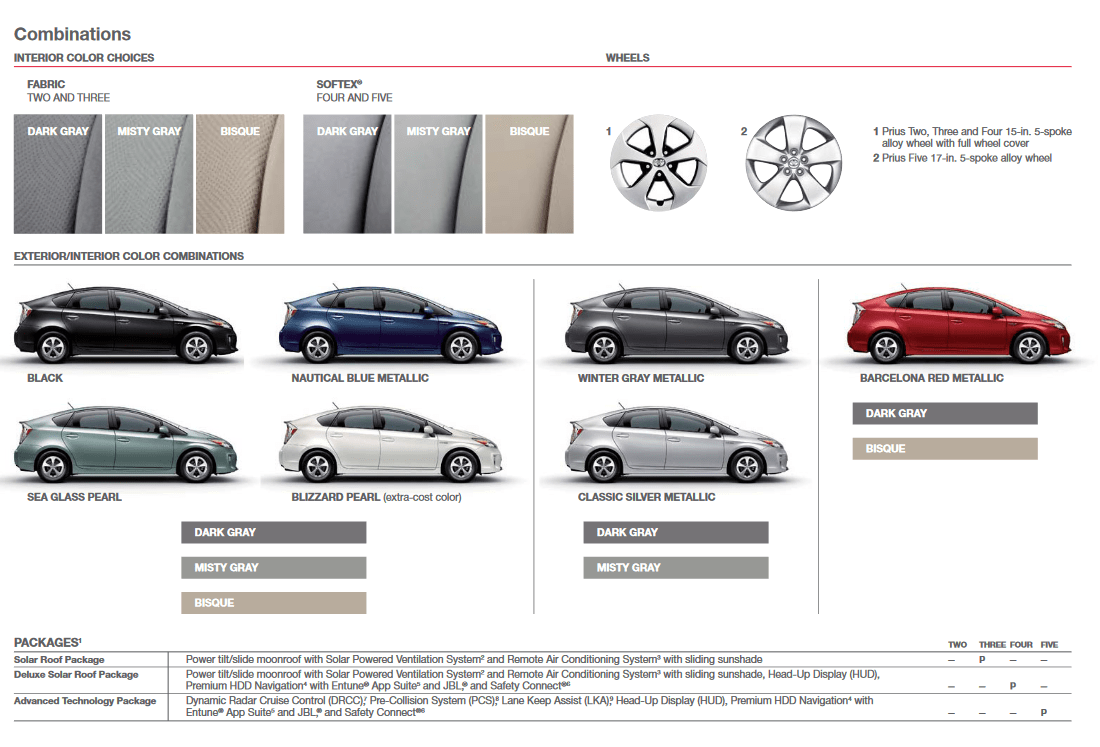 Combinations
INTERIOR COLOR CHOICES
WHEELS
FABRIC
TWO AND THREE
SOFTEX®
FOUR AND FIVE
DARK GRAY
MISTY GRAY
BISQUE
DARK GRAY
MISTY GRAY
BISQUE
1
2
1 Prius Two, Three and Four 15-in. 5-spoke
alloy wheel with full wheel cover
2 Prius Five 17-in. 5-spoke alloy wheel
EXTERIOR/INTERIOR COLOR COMBINATIONS
BLACK
NAUTICAL BLUE METALLIC
SEA GLASS PEARL
BLIZZARD PEARL (extra-cost color)
DARK GRAY
MISTY GRAY
BISQUE
WINTER GRAY METALLIC
CLASSIC SILVER METALLIC
DARK GRAY
MISTY GRAY
BARCELONA RED METALLIC
DARK GRAY
BISQUE
PACKAGES¹
TWO THREE FOUR FIVE
Solar Roof Package Power tilt/slide moonroof with Solar Powered Ventilation System² and Remote Air Conditioning System³ with sliding sunshade – p – –
Deluxe Solar Roof Package Power tilt/slide moonroof with Solar Powered Ventilation System² and Remote Air Conditioning System³ with sliding sunshade, Head-Up Display (HUD),
Premium HDD Navigation⁴ with Entune® App Suite⁵ and JBL,® and Safety Connect®⁶ – – p –
Advanced Technology Package Dynamic Radar Cruise Control (DRCC),⁷ Pre-Collision System (PCS),⁸ Lane Keep Assist (LKA),⁹ Head-Up Display (HUD), Premium HDD Navigation⁴ with
Entune® App Suite⁵ and JBL,® and Safety Connect®⁶ – – – p